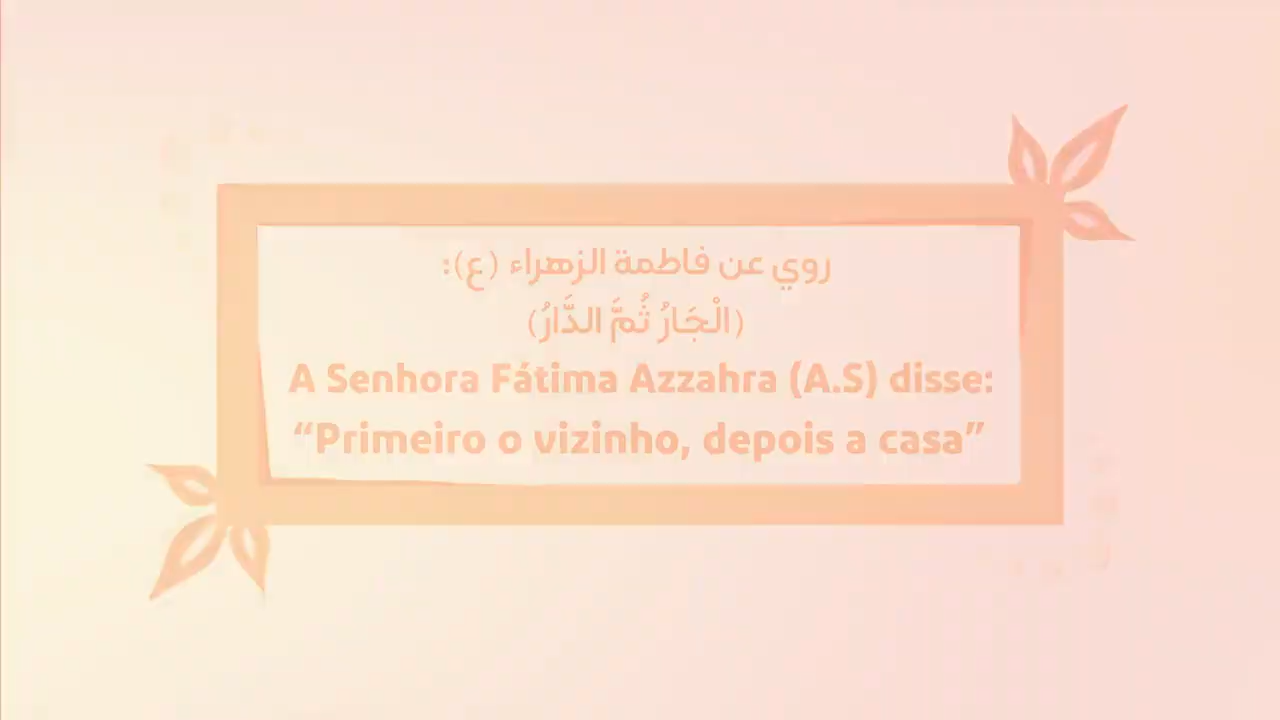 روي عن فاطمة الزهراء (ع):
(الْجَارُ ثُمَّ الدَّارُ)
A Senhora Fátima Azzahra (A.S) disse:
“Primeiro o vizinho, depois a casa”